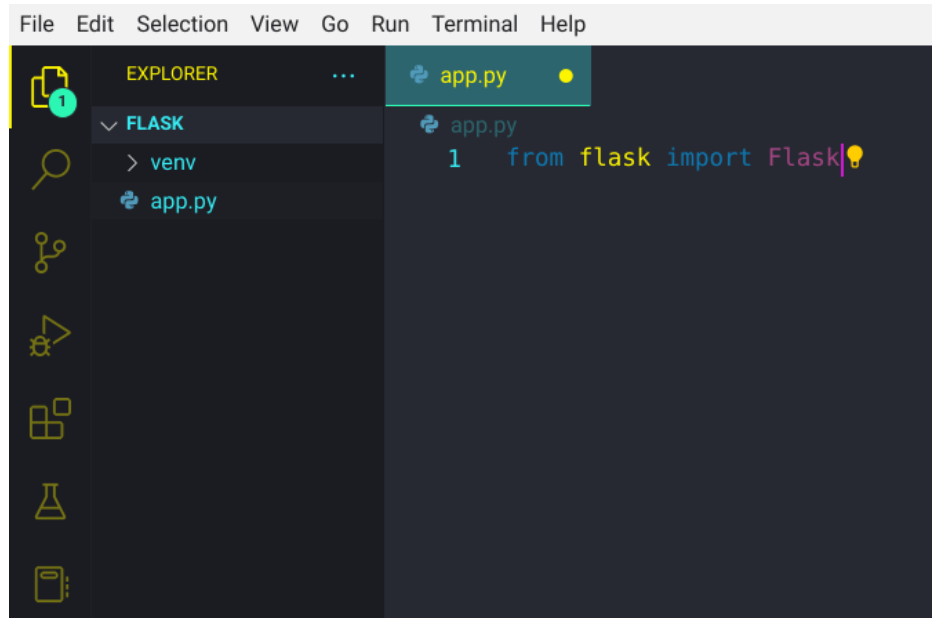 File Edit Selection View Go Run Terminal Help
EXPLORER ...
app.py
1
FLASK
app.py
venv
1 from flask import Flask
app.py